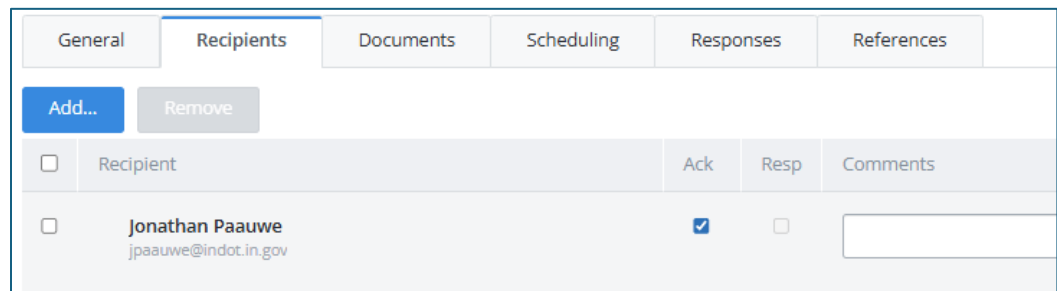 General Recipients Documents Scheduling Responses References
Add... Remove
Recipient Ack Resp Comments
Jonathan Paauwe
jpaauwe@indot.in.gov